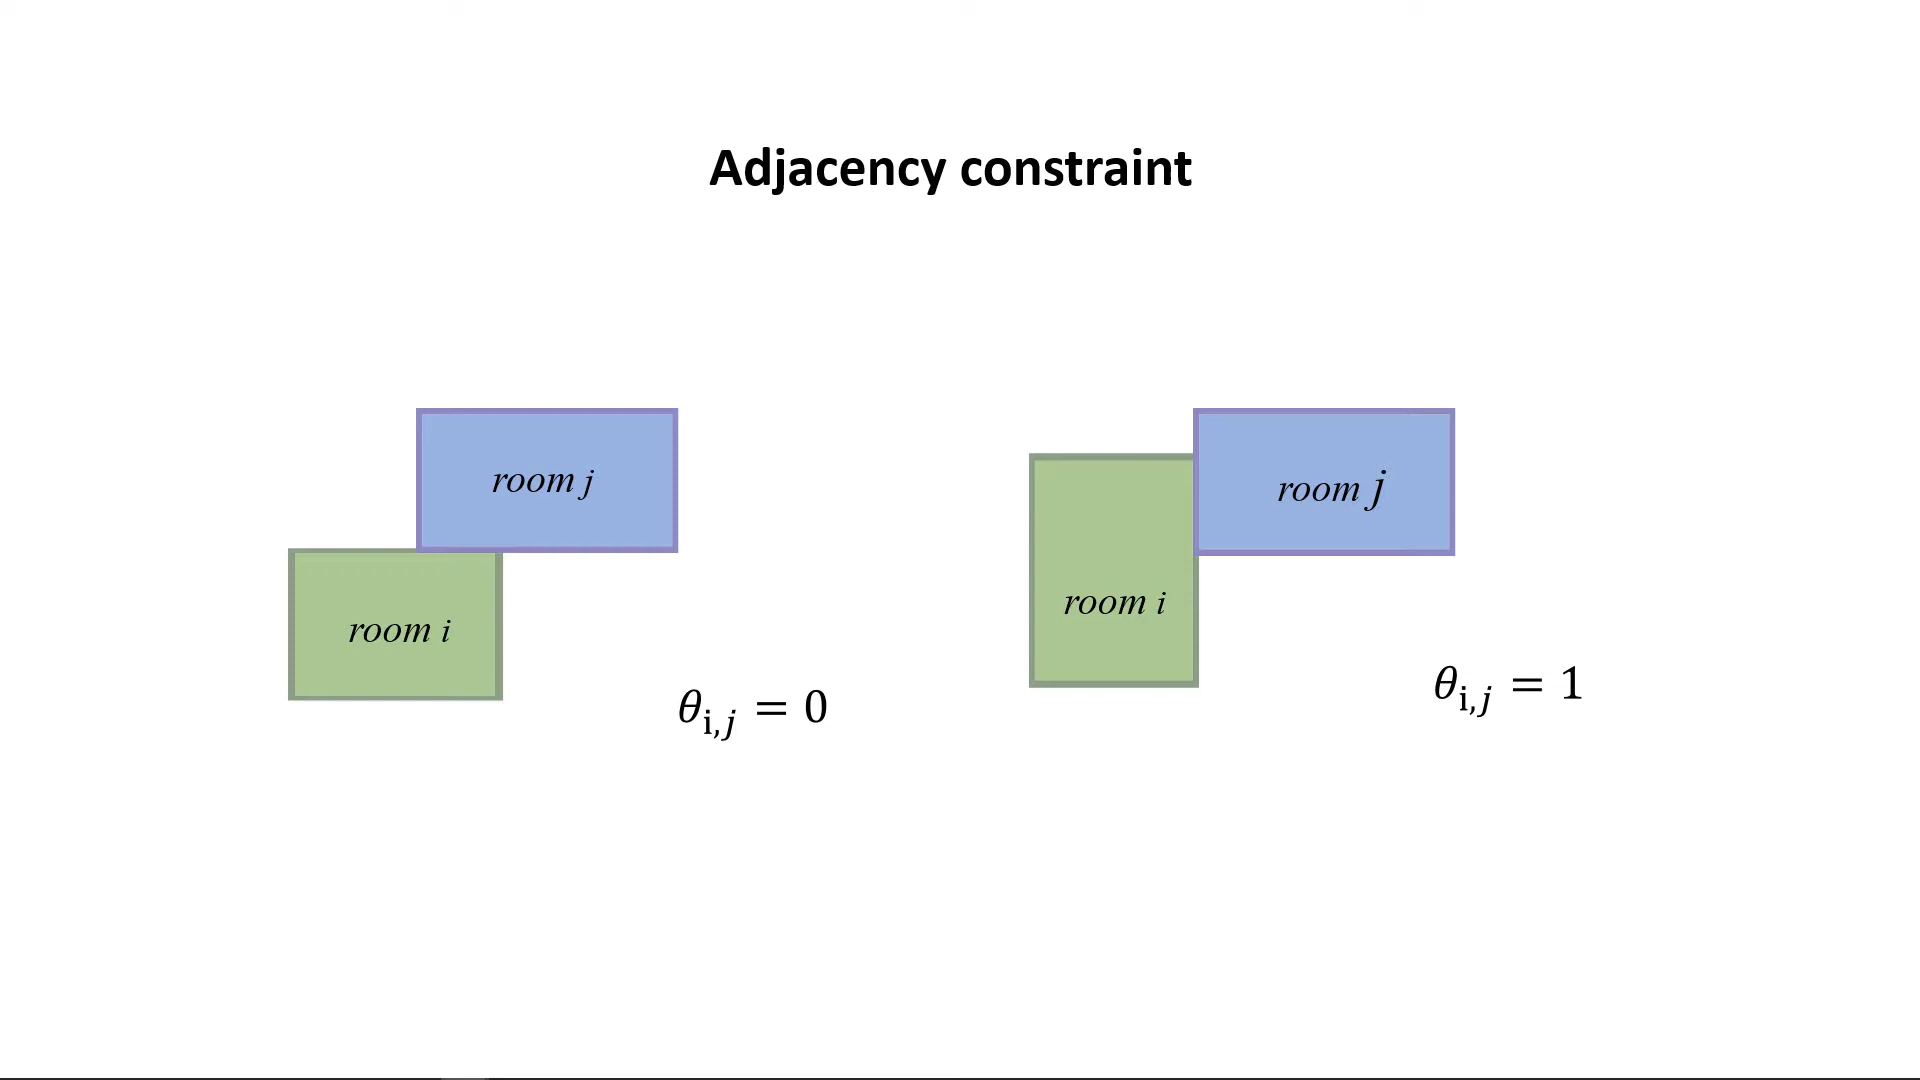 Adjacency constraint
room j
room i
θi,j = 0
room j
room i
θi,j = 1